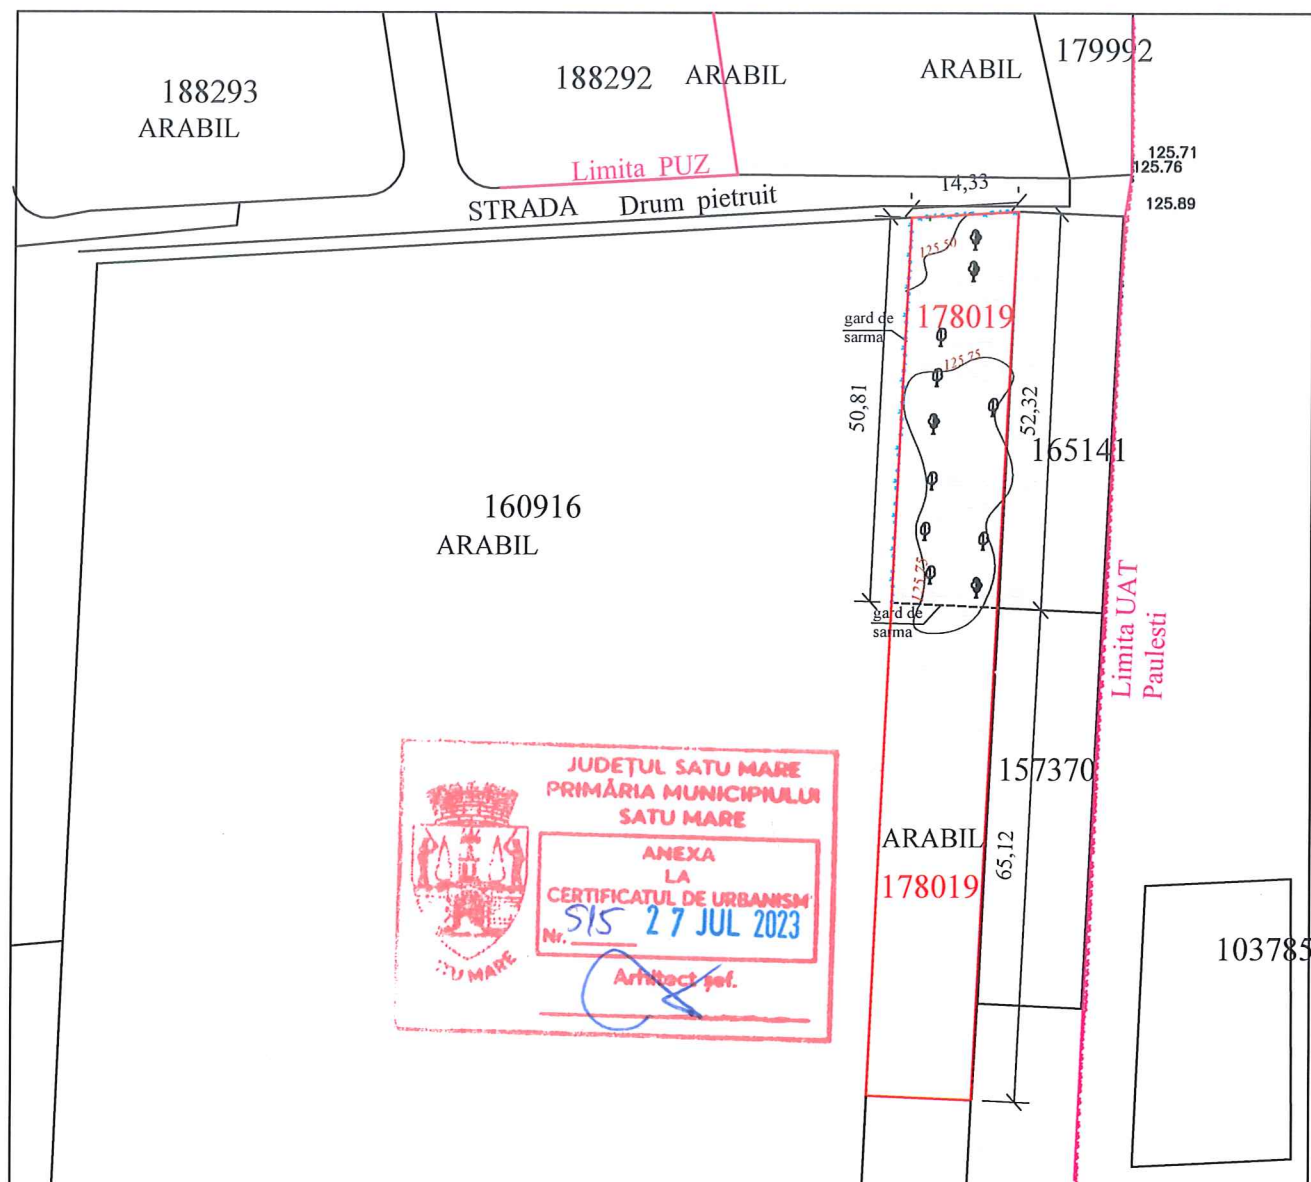 188293
ARABIL
188292
ARABIL
ARABIL
179992
Limita PUZ
125.71
125.76
125.89
14,33
STRADA Drum pietruit
125.50
178019
gard de
sarma
125.75
50,81
52,32
165141
160916
ARABIL
125.75
gard de
sarma
Limita UAT
Paulesti
157370
ARABIL
178019
65,12
103785
JUDEȚUL SATU MARE
PRIMĂRIA MUNICIPIULUI
SATU MARE
ANEXA
LA
CERTIFICATUL DE URBANISM
Nr. 515 27 JUL 2023
Arhitect șef.
TU MARE